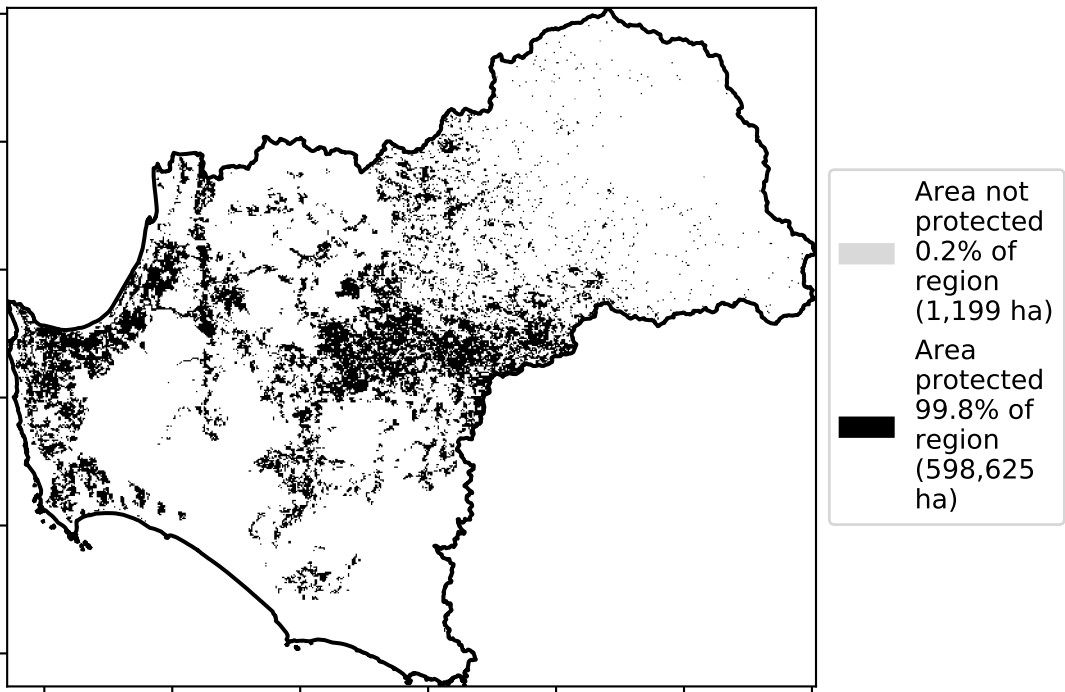 Area not
protected
0.2% of
region
(1,199 ha)
Area
protected
99.8% of
region
(598,625
ha)